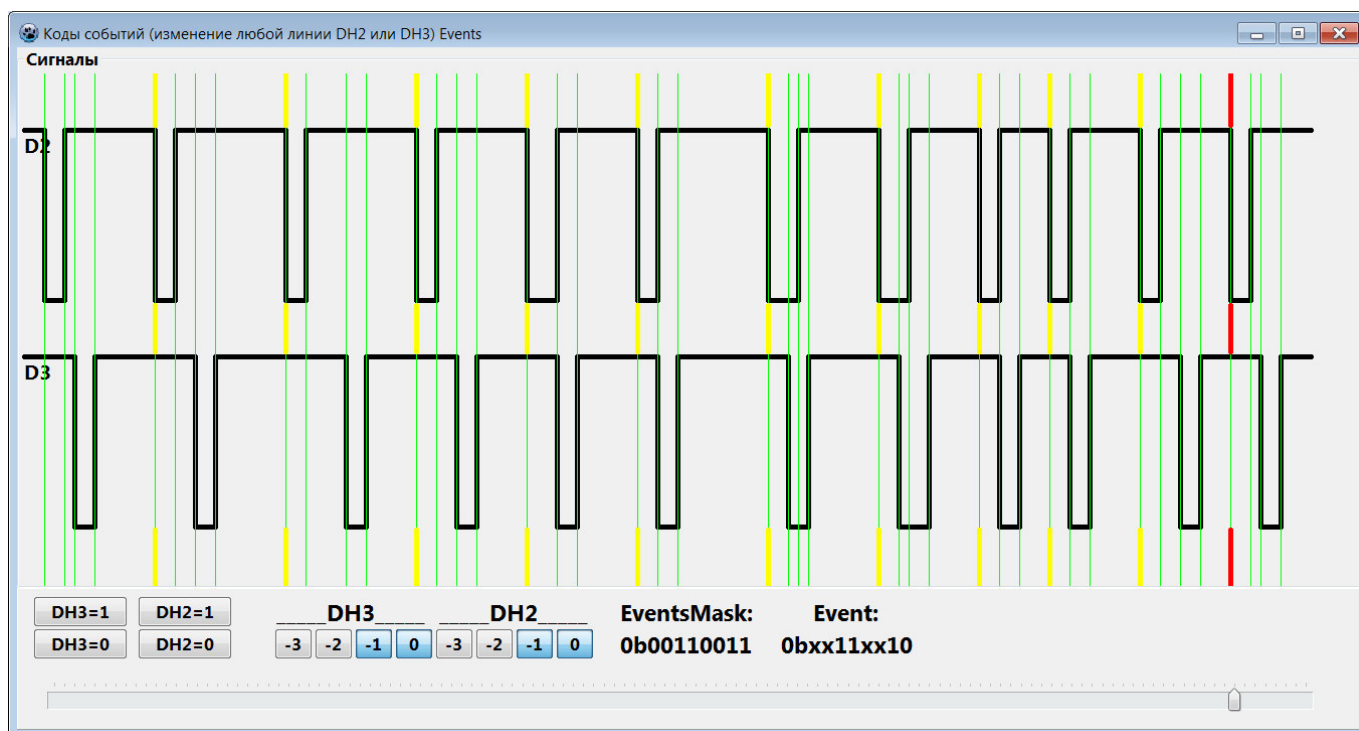 Коды событий (изменение любой линии DH2 или DH3) Events
Сигналы
D2
D3
DH3=1 DH2=1 _____DH3_____ _____DH2_____ EventsMask: Event:
DH3=0 DH2=0 -3 -2 -1 0 -3 -2 -1 0 0b00110011 0bxx11xx10